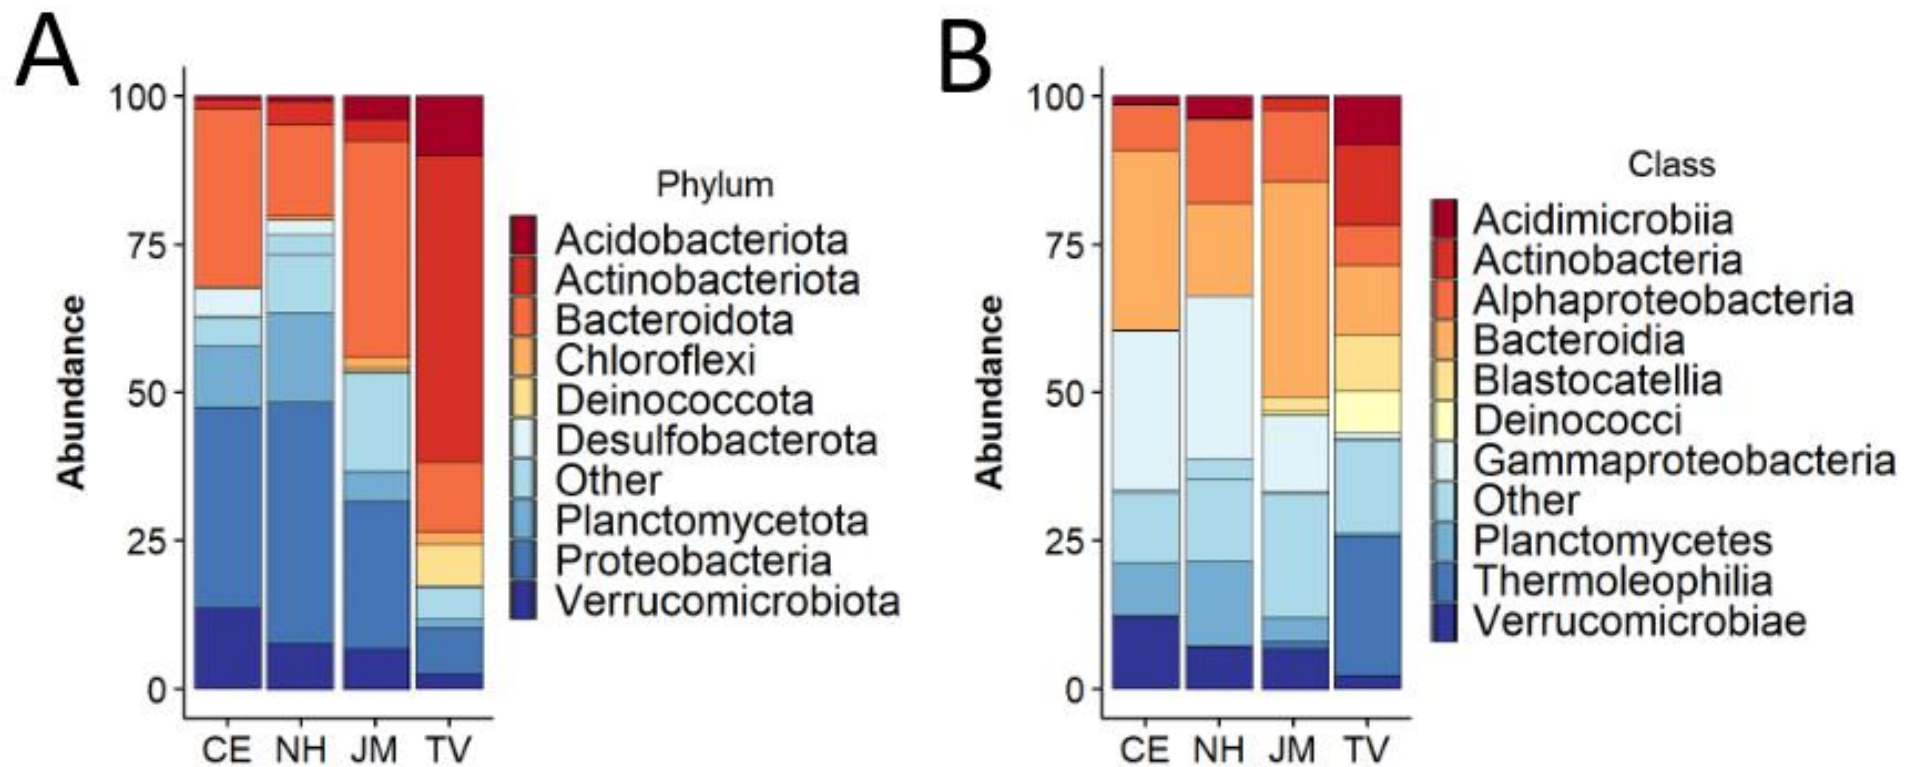 A
100
75
50
25
0
Abundance
CE NH JM TV
Phylum
Acidobacteriota
Actinobacteriota
Bacteroidota
Chloroflexi
Deinococcota
Desulfobacterota
Other
Planctomycetota
Proteobacteria
Verrucomicrobiota
B
100
75
50
25
0
Abundance
CE NH JM TV
Class
Acidimicrobiia
Actinobacteria
Alphaproteobacteria
Bacteroidia
Blastocatellia
Deinococci
Gammaproteobacteria
Other
Planctomycetes
Thermoleophilia
Verrucomicrobiae